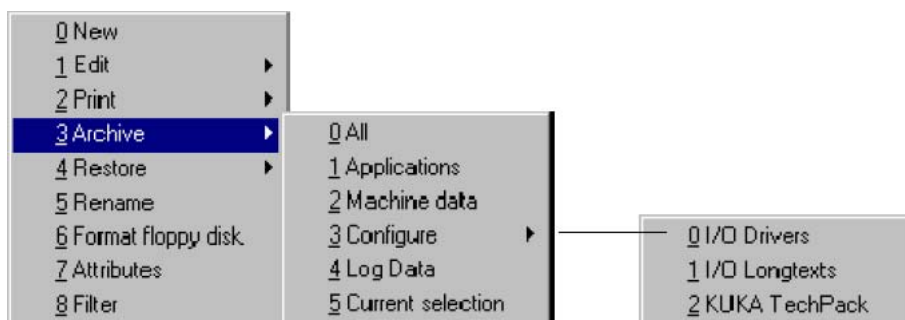 0 New
1 Edit
2 Print
3 Archive
4 Restore
5 Rename
6 Format floppy disk
7 Attributes
8 Filter
0 All
1 Applications
2 Machine data
3 Configure
4 Log Data
5 Current selection
0 I/O Drivers
1 I/O Longtexts
2 KUKA TechPack